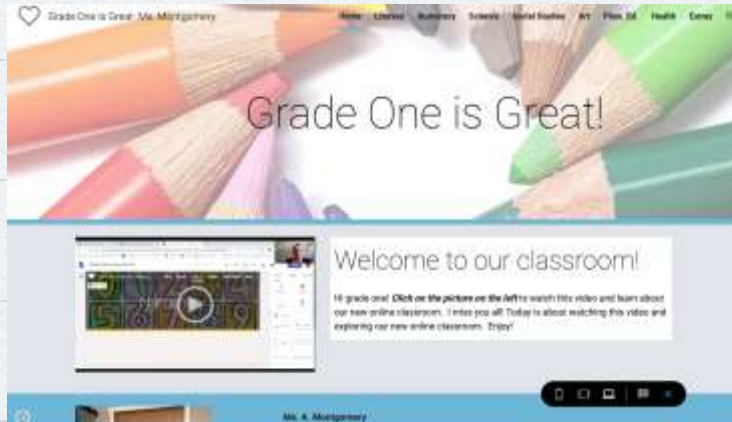 Grade One is Great: Ms. Montgomery
Home Literacy Numeracy Science Social Studies Art Phys. Ed. Health Extras
Grade One is Great!
Welcome to our classroom!
Hi grade one! Click on the picture on the left to watch this video and learn about
our new online classroom. I miss you all! Today is about watching this video and
exploring our new online classroom. Enjoy!
Ms. A. Montgomery